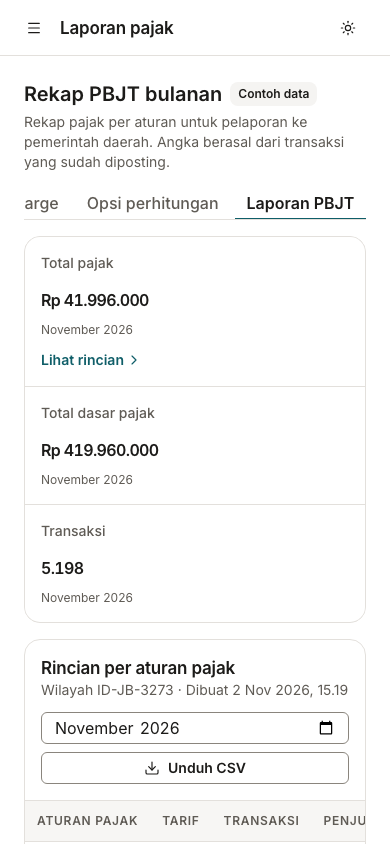 Laporan pajak
Rekap PBJT bulanan
Contoh data
Rekap pajak per aturan untuk pelaporan ke
pemerintah daerah. Angka berasal dari transaksi
yang sudah diposting.
arge
Opsi perhitungan
Laporan PBJT
Total pajak
Rp 41.996.000
November 2026
Lihat rincian
Total dasar pajak
Rp 419.960.000
November 2026
Transaksi
5.198
November 2026
Rincian per aturan pajak
Wilayah ID-JB-3273 · Dibuat 2 Nov 2026, 15.19
November 2026
Unduh CSV
ATURAN PAJAK TARIF TRANSAKSI PENJU